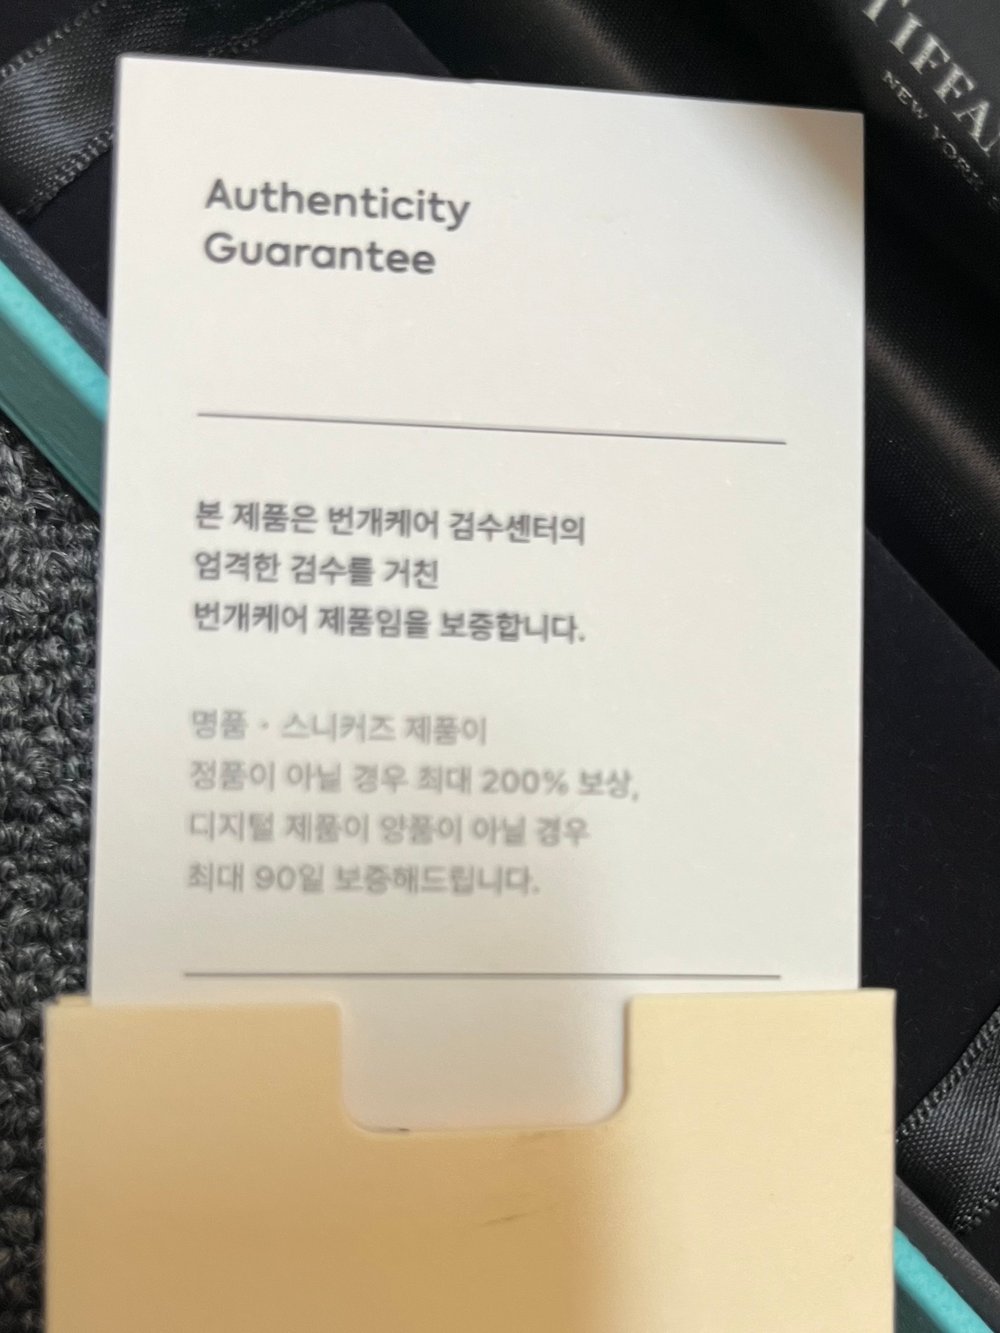 TIFFA
NEW YORK
Authenticity
Guarantee
본 제품은 번개케어 검수센터의
엄격한 검수를 거친
번개케어 제품임을 보증합니다.
명품 · 스니커즈 제품이
정품이 아닐 경우 최대 200% 보상,
디지털 제품이 양품이 아닐 경우
최대 90일 보증해드립니다.